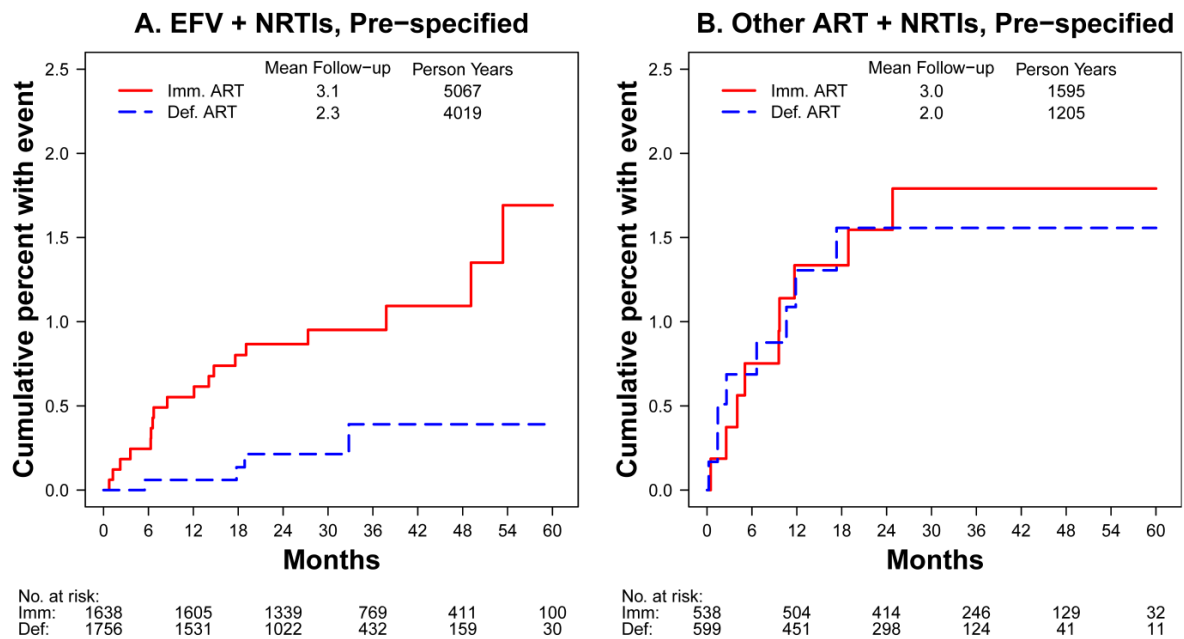 A. EFV + NRTIs, Pre−specified
Mean Follow−up Person Years
Imm. ART 3.1 5067
Def. ART 2.3 4019
Cumulative percent with event
2.5
2.0
1.5
1.0
0.5
0.0
0 6 12 18 24 30 36 42 48 54 60
Months
No. at risk:
Imm: 1638 1605 1339 769 411 100
Def: 1756 1531 1022 432 159 30
B. Other ART + NRTIs, Pre−specified
Mean Follow−up Person Years
Imm. ART 3.0 1595
Def. ART 2.0 1205
Cumulative percent with event
2.5
2.0
1.5
1.0
0.5
0.0
0 6 12 18 24 30 36 42 48 54 60
Months
No. at risk:
Imm: 538 504 414 246 129 32
Def: 599 451 298 124 41 11